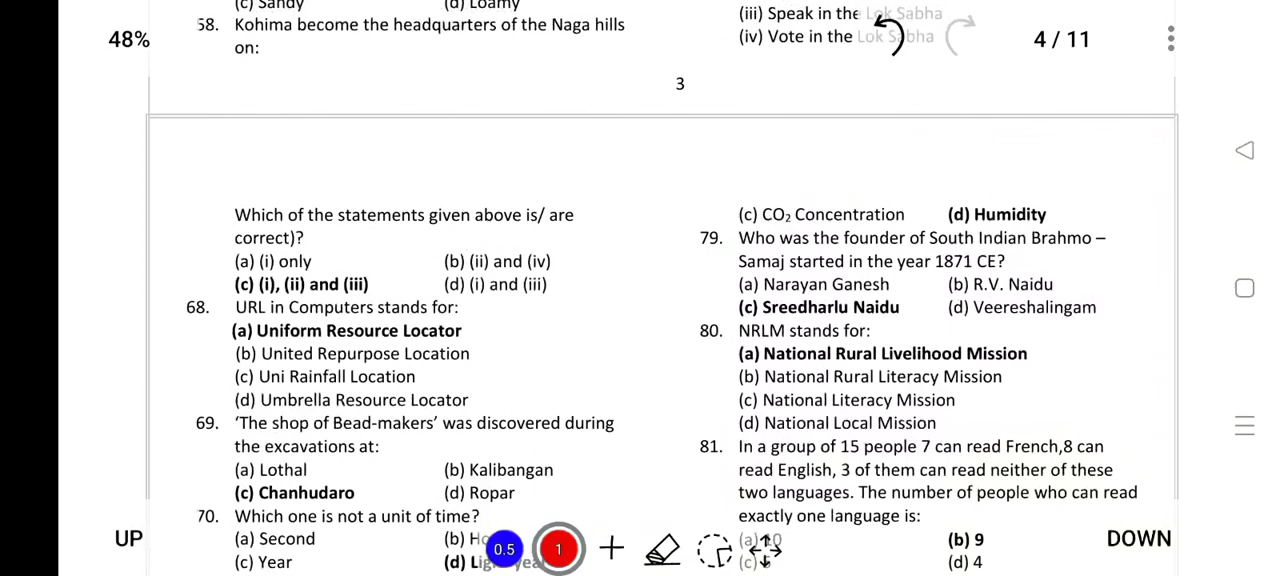 (c) Sandy (d) Loamy
58. Kohima become the headquarters of the Naga hills
on:
(iii) Speak in the Lok Sabha
(iv) Vote in the Lok Sabha
48%
4 / 11
3
Which of the statements given above is/ are
correct)?
(a) (i) only (b) (ii) and (iv)
(c) (i), (ii) and (iii) (d) (i) and (iii)
68. URL in Computers stands for:
(a) Uniform Resource Locator
(b) United Repurpose Location
(c) Uni Rainfall Location
(d) Umbrella Resource Locator
69. ‘The shop of Bead-makers’ was discovered during
the excavations at:
(a) Lothal (b) Kalibangan
(c) Chanhudaro (d) Ropar
70. Which one is not a unit of time?
(a) Second (b)
(c) Year (d)
(c) CO₂ Concentration (d) Humidity
79. Who was the founder of South Indian Brahmo –
Samaj started in the year 1871 CE?
(a) Narayan Ganesh (b) R.V. Naidu
(c) Sreedharlu Naidu (d) Veereshalingam
80. NRLM stands for:
(a) National Rural Livelihood Mission
(b) National Rural Literacy Mission
(c) National Literacy Mission
(d) National Local Mission
81. In a group of 15 people 7 can read French,8 can
read English, 3 of them can read neither of these
two languages. The number of people who can read
exactly one language is:
(a) 10 (b) 9
(c) (d) 4
UP
0.5
1
DOWN